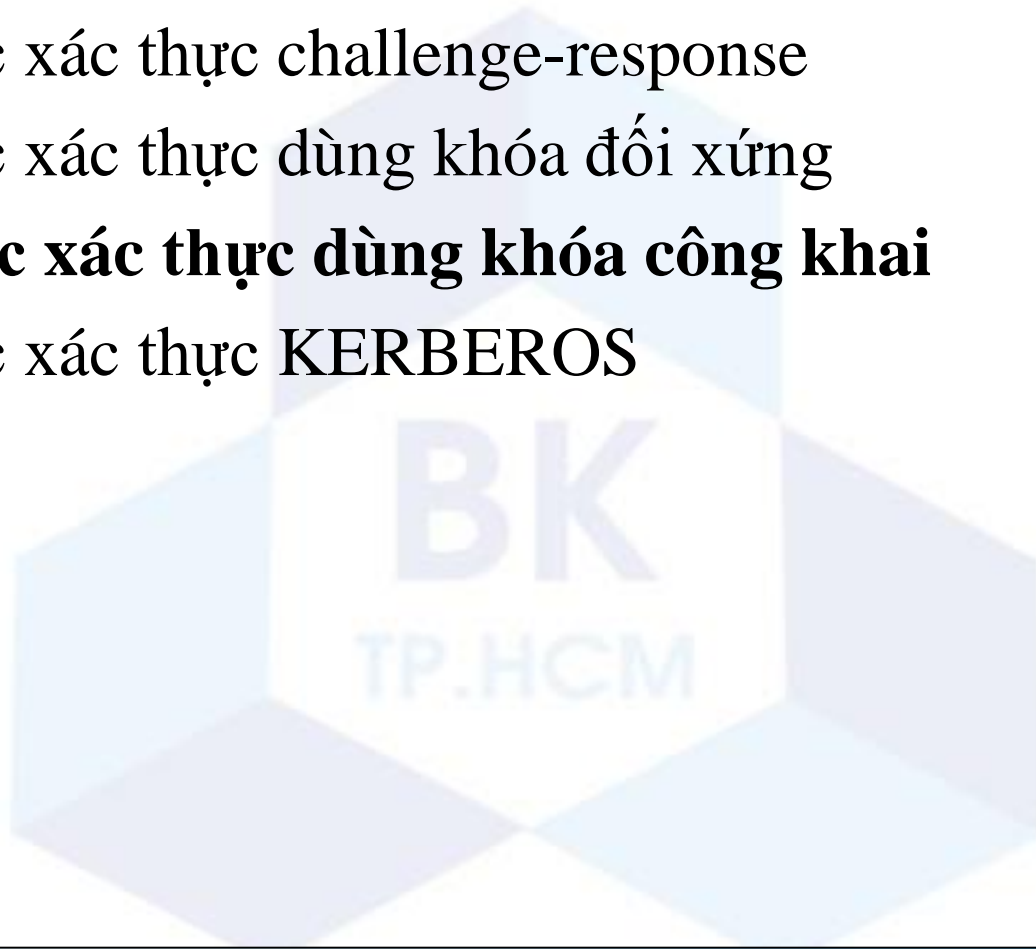 xác thực challenge-response
xác thực dùng khóa đối xứng
c xác thực dùng khóa công khai
xác thực KERBEROS
BK
TP.HCM